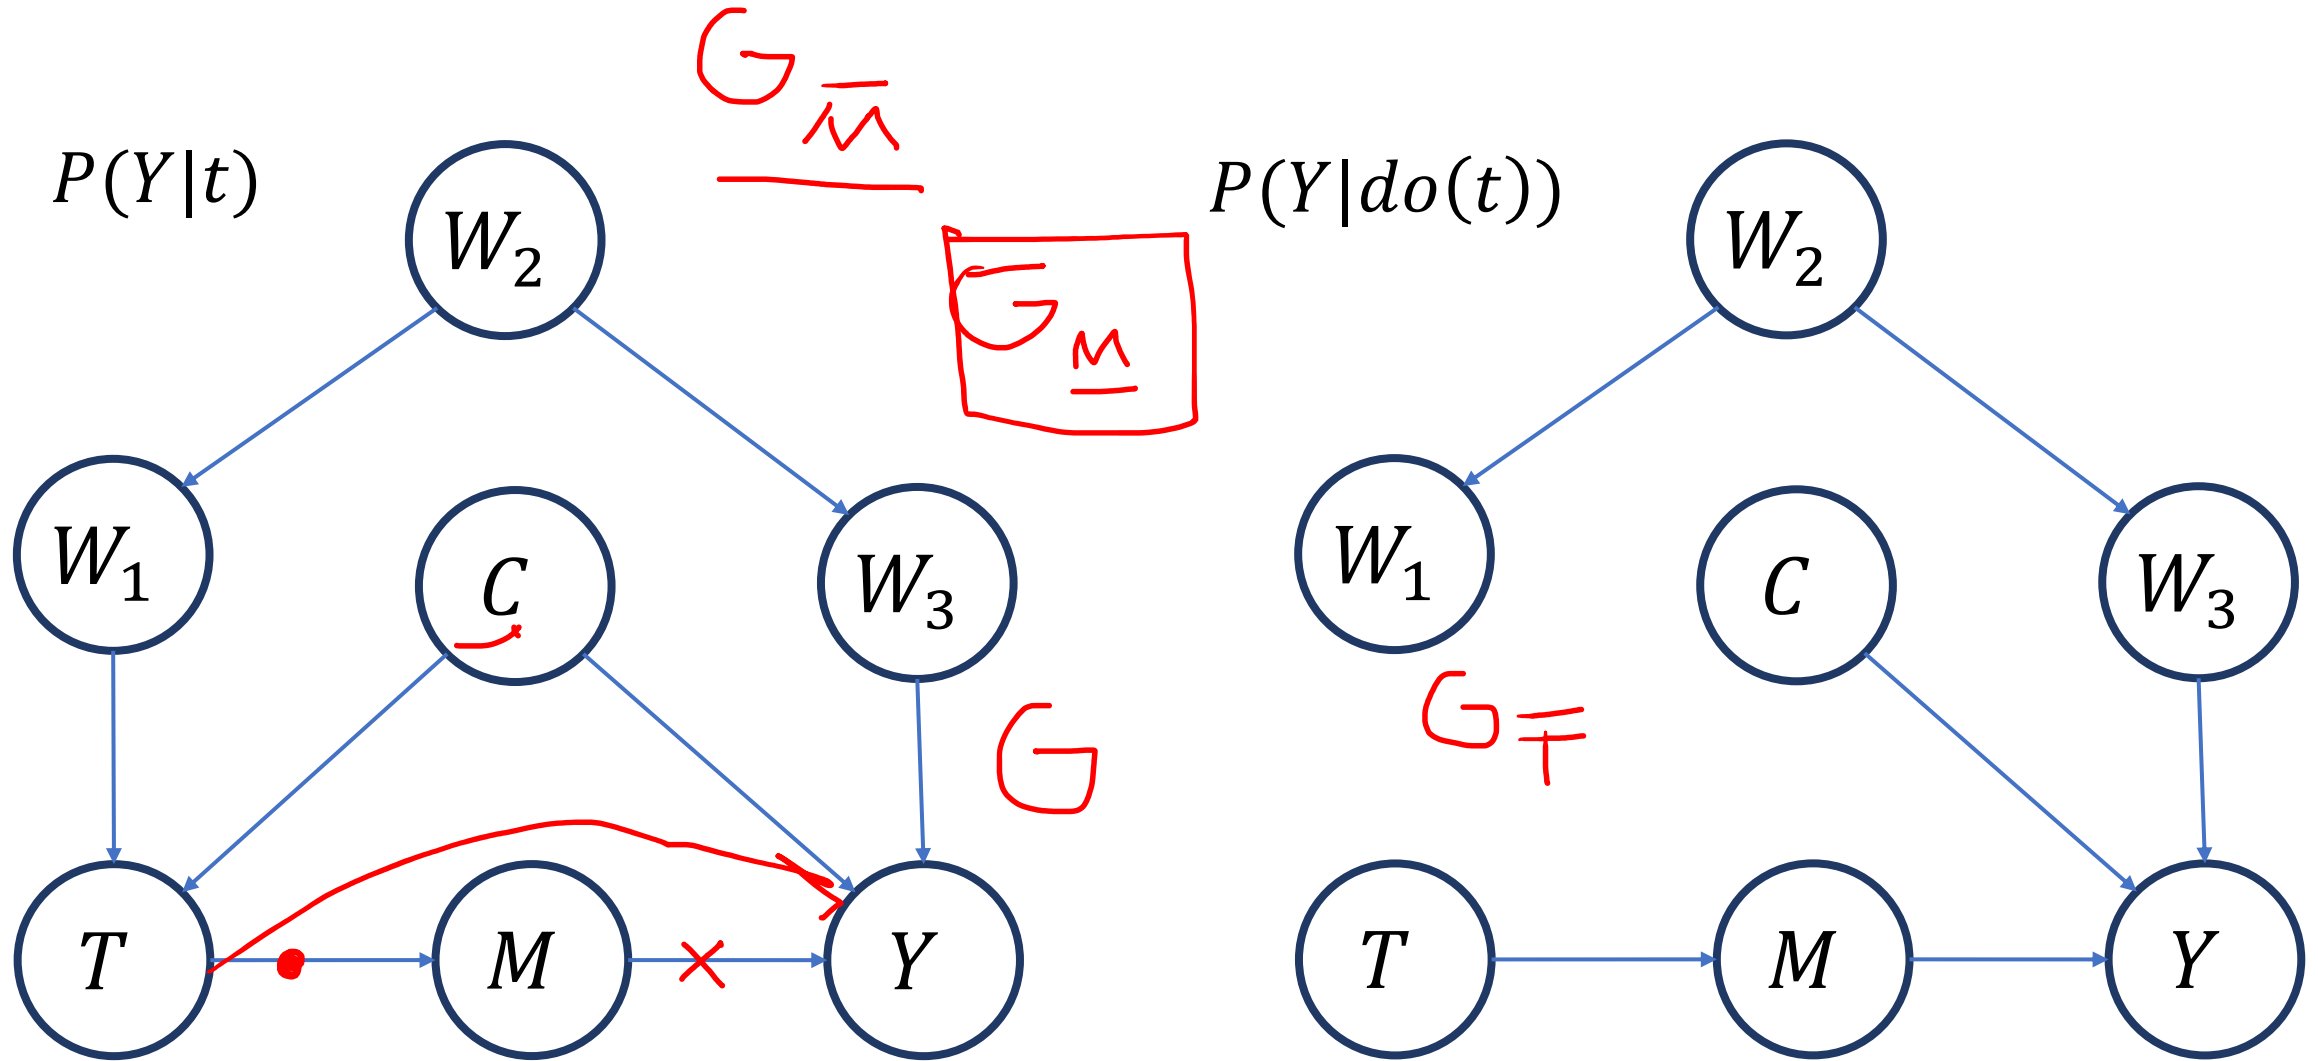 P(Y|t)
G_M̅
P(Y|do(t))
W₂
W₂
G_M̲
W₁
C
W₃
W₁
C
W₃
G
G_T̅
T
M
Y
T
M
Y